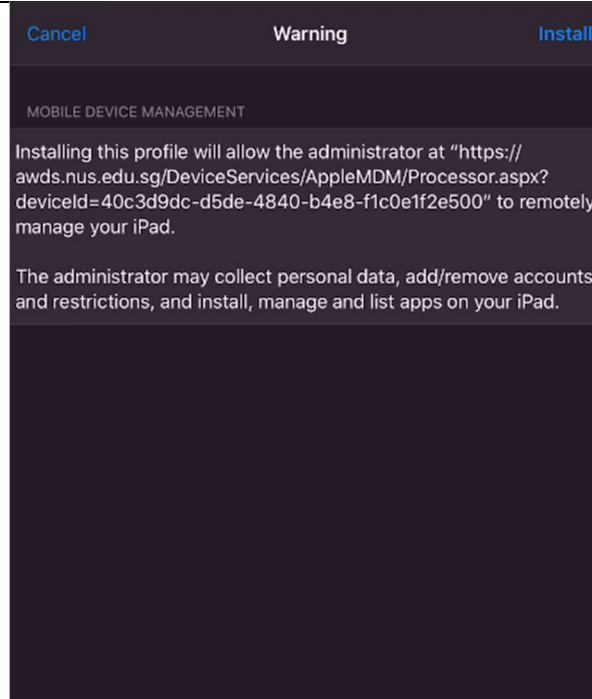 Cancel Warning Install
MOBILE DEVICE MANAGEMENT
Installing this profile will allow the administrator at “https://
awds.nus.edu.sg/DeviceServices/AppleMDM/Processor.aspx?
deviceId=40c3d9dc-d5de-4840-b4e8-f1c0e1f2e500” to remotely
manage your iPad.
The administrator may collect personal data, add/remove accounts
and restrictions, and install, manage and list apps on your iPad.